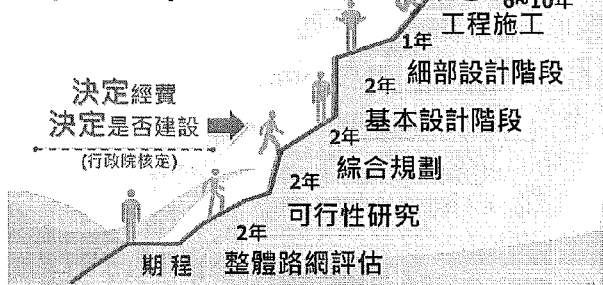 6~10年
工程施工
1年
細部設計階段
2年
決定經費
基本設計階段
決定是否建設
2年
(行政院核定)
綜合規劃
2年
可行性研究
2年
期程 整體路網評估